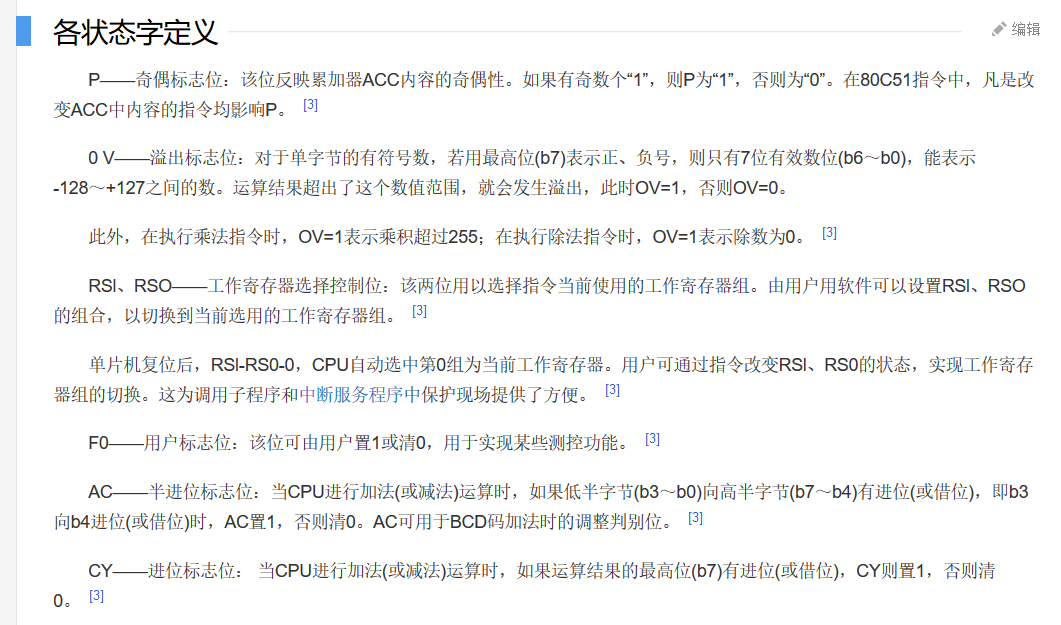 各状态字定义
编辑
P——奇偶标志位：该位反映累加器ACC内容的奇偶性。如果有奇数个“1”，则P为“1”，否则为“0”。在80C51指令中，凡是改
变ACC中内容的指令均影响P。 [3]
0 V——溢出标志位：对于单字节的有符号数，若用最高位(b7)表示正、负号，则只有7位有效数位(b6～b0)，能表示
-128～+127之间的数。运算结果超出了这个数值范围，就会发生溢出，此时OV=1，否则OV=0。
此外，在执行乘法指令时，OV=1表示乘积超过255；在执行除法指令时，OV=1表示除数为0。 [3]
RSl、RSO——工作寄存器选择控制位：该两位用以选择指令当前使用的工作寄存器组。由用户用软件可以设置RSl、RSO
的组合，以切换到当前选用的工作寄存器组。 [3]
单片机复位后，RSl-RS0-0，CPU自动选中第0组为当前工作寄存器。用户可通过指令改变RSl、RS0的状态，实现工作寄存
器组的切换。这为调用子程序和中断服务程序中保护现场提供了方便。 [3]
F0——用户标志位：该位可由用户置1或清0，用于实现某些测控功能。 [3]
AC——半进位标志位：当CPU进行加法(或减法)运算时，如果低半字节(b3～b0)向高半字节(b7～b4)有进位(或借位)，即b3
向b4进位(或借位)时，AC置1，否则清0。AC可用于BCD码加法时的调整判别位。 [3]
CY——进位标志位： 当CPU进行加法(或减法)运算时，如果运算结果的最高位(b7)有进位(或借位)，CY则置1，否则清
0。 [3]